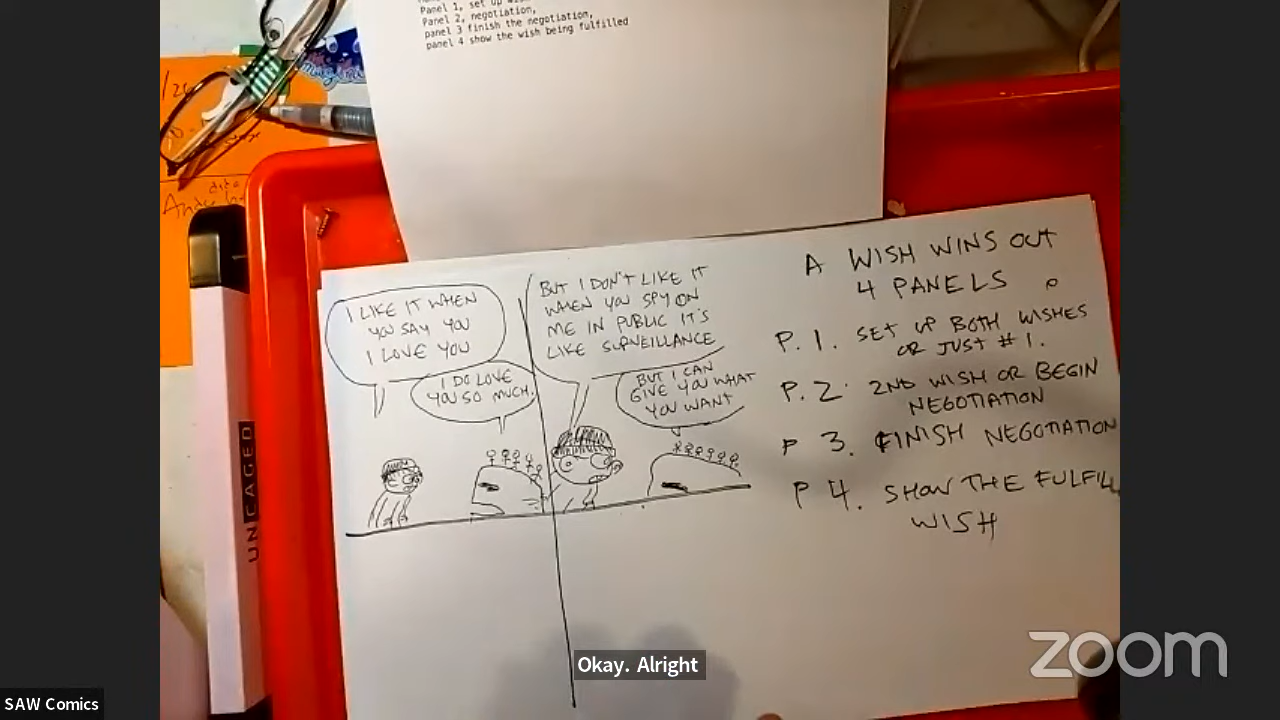 Panel 1, set up
Panel 2, negotiation,
panel 3 finish the negotiation,
panel 4 show the wish being fulfilled
I LIKE IT WHEN
YOU SAY YOU
I LOVE YOU
I DO LOVE
YOU SO MUCH.
BUT I DON'T LIKE IT
WHEN YOU SPY ON
ME IN PUBLIC IT'S
LIKE SURVEILLANCE
BUT I CAN
GIVE YOU WHAT
YOU WANT
A WISH WINS OUT
4 PANELS
P. 1. SET UP BOTH WISHES
OR JUST #1.
P. 2. 2ND WISH OR BEGIN
NEGOTIATION
P 3. FINISH NEGOTIATION
P 4. SHOW THE FULFILL
WISH
UNCAGED
Okay. Alright
SAW Comics
zoom